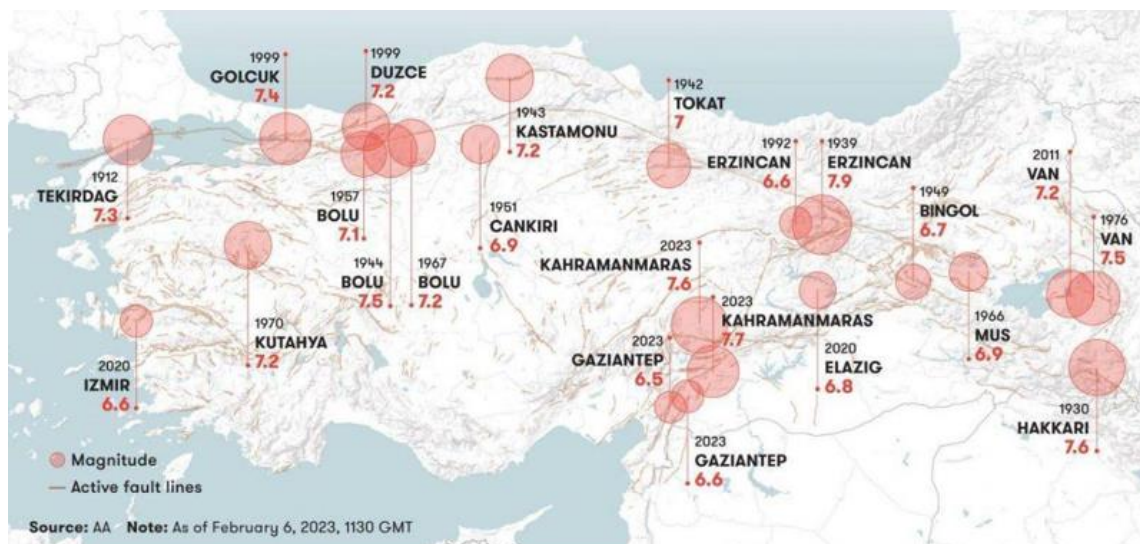 1999
GOLCUK
7.4
1999
DUZCE
7.2
1943
KASTAMONU
7.2
1942
TOKAT
7
1992
ERZINCAN
6.6
1939
ERZINCAN
7.9
2011
VAN
7.2
1912
TEKIRDAG
7.3
1957
BOLU
7.1
1951
CANKIRI
6.9
1949
BINGOL
6.7
1976
VAN
7.5
2023
KAHRAMANMARAS
7.6
1944
BOLU
7.5
1967
BOLU
7.2
2023
KAHRAMANMARAS
7.7
1970
KUTAHYA
7.2
2023
GAZIANTEP
6.5
2020
ELAZIG
6.8
1966
MUS
6.9
2020
IZMIR
6.6
1930
HAKKARI
7.6
2023
GAZIANTEP
6.6
Magnitude
Active fault lines
Source: AA Note: As of February 6, 2023, 1130 GMT